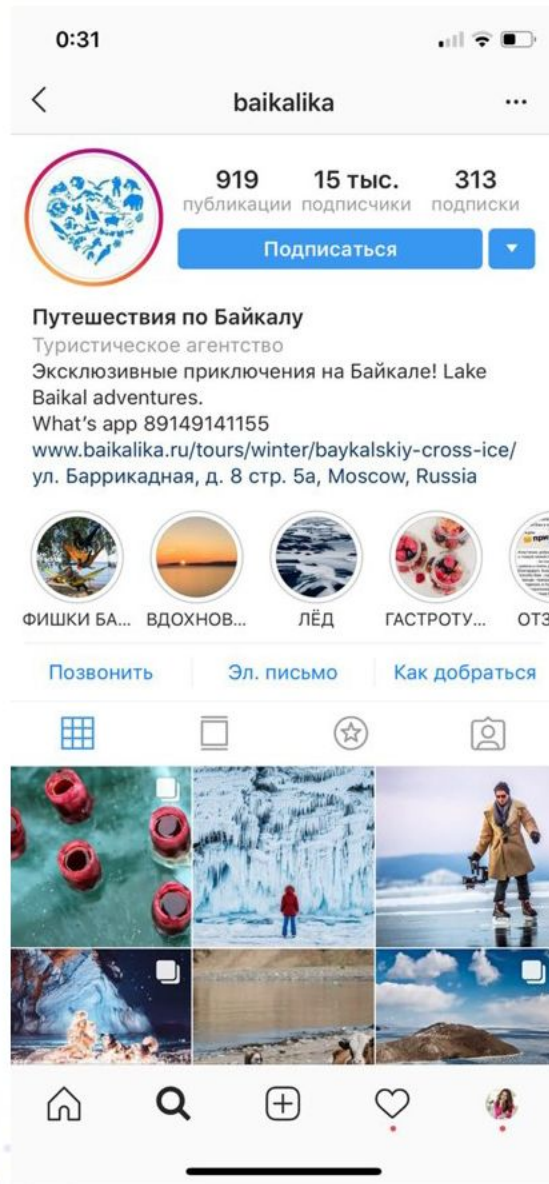 0:31
baikalika
919 15 тыс. 313
публикации подписчики подписки
Подписаться
Путешествия по Байкалу
Туристическое агентство
Эксклюзивные приключения на Байкале! Lake
Baikal adventures.
What's app 89149141155
www.baikalika.ru/tours/winter/baykalskiy-cross-ice/
ул. Баррикадная, д. 8 стр. 5а, Moscow, Russia
ФИШКИ БА... ВДОХНОВ... ЛЁД ГАСТРОТУ... ОТЗ
Позвонить Эл. письмо Как добраться